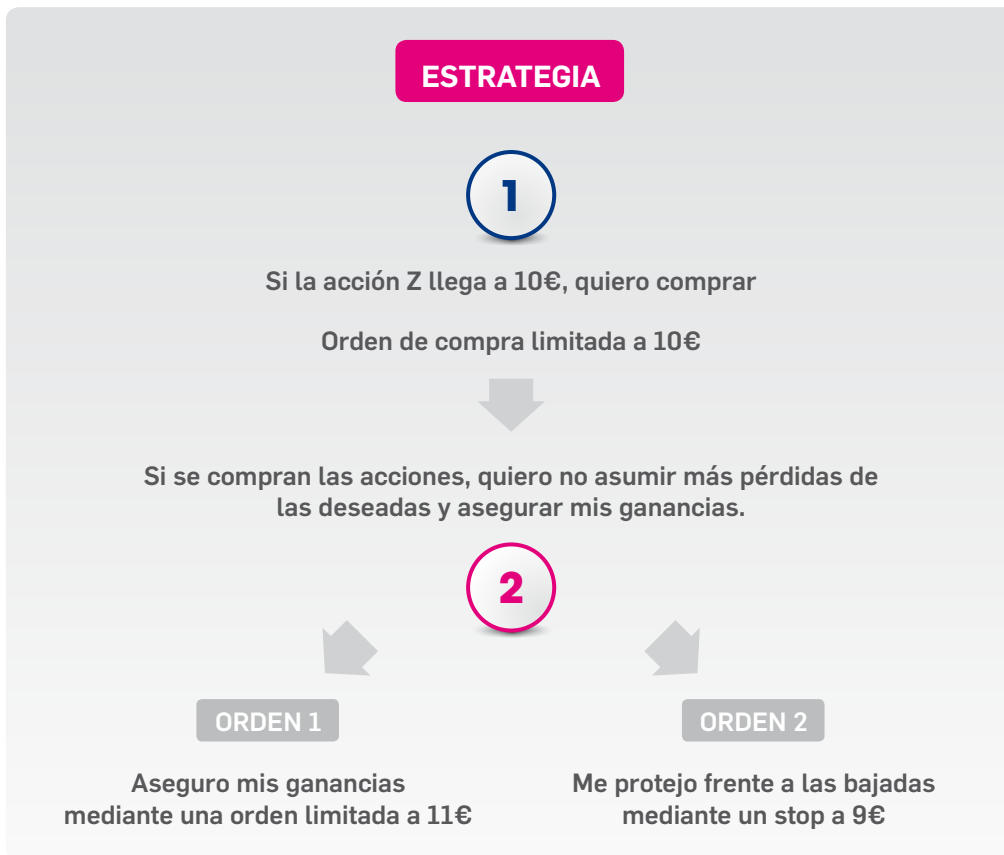 ESTRATEGIA
1
Si la acción Z llega a 10€, quiero comprar
Orden de compra limitada a 10€
Si se compran las acciones, quiero no asumir más pérdidas de
las deseadas y asegurar mis ganancias.
2
ORDEN 1
Aseguro mis ganancias
mediante una orden limitada a 11€
ORDEN 2
Me protejo frente a las bajadas
mediante un stop a 9€